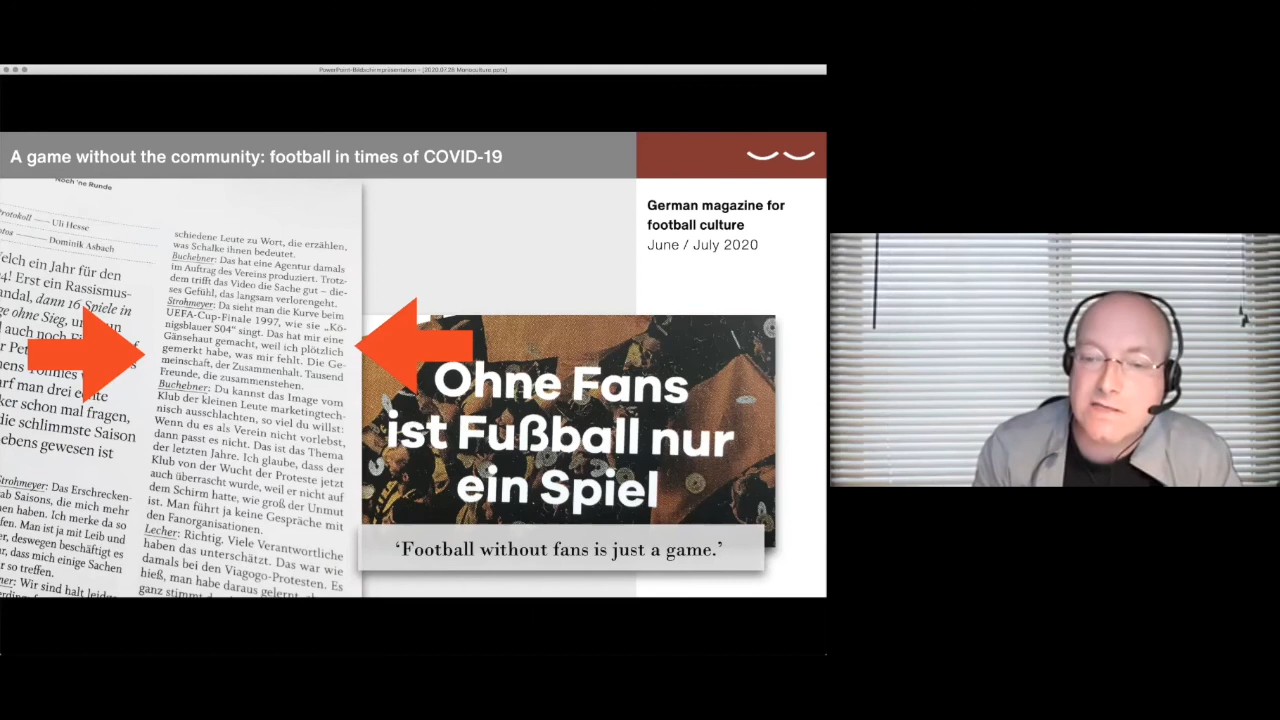 PowerPoint-Bildschirmpräsentation - [2020.07.28 Monoculture.pptx]
A game without the community: football in times of COVID-19
Noch 'ne Runde
Uli Hesse
Dominik Asbach
ein Jahr für den
Erst ein Rassismus-
dann 16 Spiele in
ohne Sieg,
auch noch
man drei
schon mal fragen,
die schlimmste Saison
gewesen ist
Strohmeyer: Das Erschrecken-
Saisons, die mich mehr
haben. Ich merke da so
Man ist ja mit Leib und
deswegen beschäftigt es
dass mich einige Sachen
so treffen.
Wir sind halt
schiedene Leute zu Wort, die erzählen,
was Schalke ihnen bedeutet.
Buchebner: Das hat eine Agentur damals
im Auftrag des Vereins produziert. Trotz-
dem trifft das Video die Sache gut – die-
ses Gefühl, das langsam verlorengeht.
Strohmeyer: Da sieht man die Kurve beim
UEFA-Cup-Finale 1997, wie sie „Kö-
nigsblauer S04“ singt. Das hat mir eine
Gänsehaut gemacht, weil ich plötzlich
gemerkt habe, was mir fehlt. Die Ge-
meinschaft, der Zusammenhalt. Tausend
Freunde, die zusammenstehen.
Buchebner: Du kannst das Image vom
Klub der kleinen Leute marketingtech-
nisch ausschlachten, so viel du willst:
Wenn du es als Verein nicht vorlebst,
dann passt es nicht. Das ist das Thema
der letzten Jahre. Ich glaube, dass der
Klub von der Wucht der Proteste jetzt
auch überrascht wurde, weil er nicht auf
dem Schirm hatte, wie groß der Unmut
ist. Man führt ja keine Gespräche mit
den Fanorganisationen.
Lecher: Richtig. Viele Verantwortliche
haben das unterschätzt. Das war wie
damals bei den Viagogo-Protesten. Es
hieß, man habe daraus gelernt,
ganz stimmt
German magazine for
football culture
June / July 2020
Ohne Fans
ist Fußball nur
ein Spiel
‘Football without fans is just a game.’